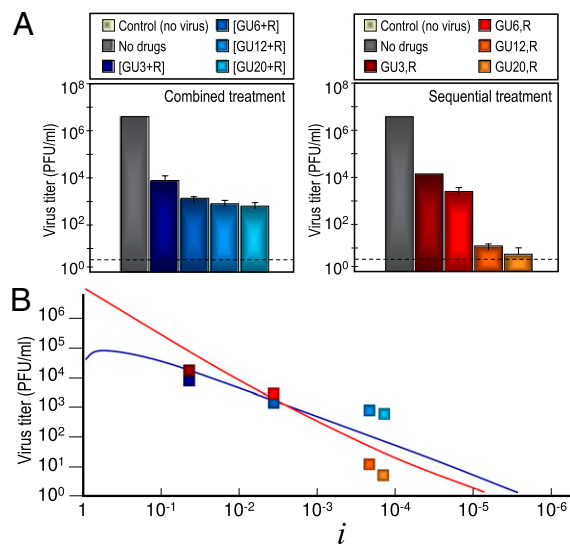 A
Control (no virus) [GU6+R]
No drugs [GU12+R]
[GU3+R] [GU20+R]
Control (no virus) GU6,R
No drugs GU12,R
GU3,R GU20,R
Combined treatment
Virus titer (PFU/ml)
10^8
10^6
10^4
10^2
10^0
Sequential treatment
Virus titer (PFU/ml)
10^8
10^6
10^4
10^2
10^0
B
Virus titer (PFU/ml)
10^6
10^5
10^4
10^3
10^2
10^1
10^0
1 10^-1 10^-2 10^-3 10^-4 10^-5 10^-6
i